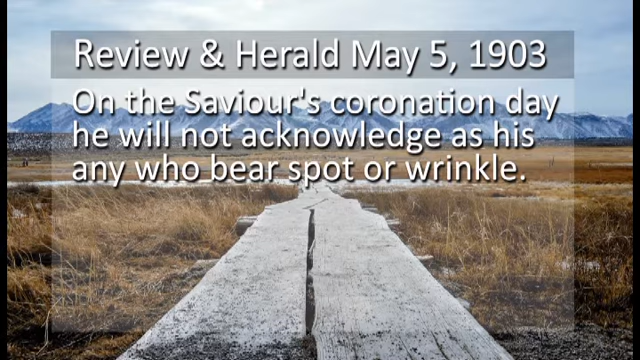 Review & Herald May 5, 1903
On the Saviour's coronation day
he will not acknowledge as his
any who bear spot or wrinkle.